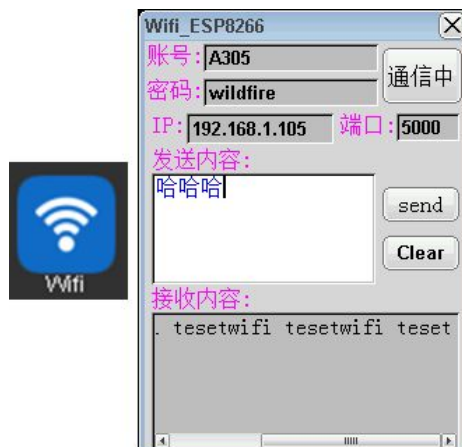 Wifi_ESP8266
账号: A305
密码: wildfire
通信中
IP: 192.168.1.105 端口: 5000
发送内容:
哈哈哈
send
Clear
Wifi
接收内容:
. tesetwifi tesetwifi teset